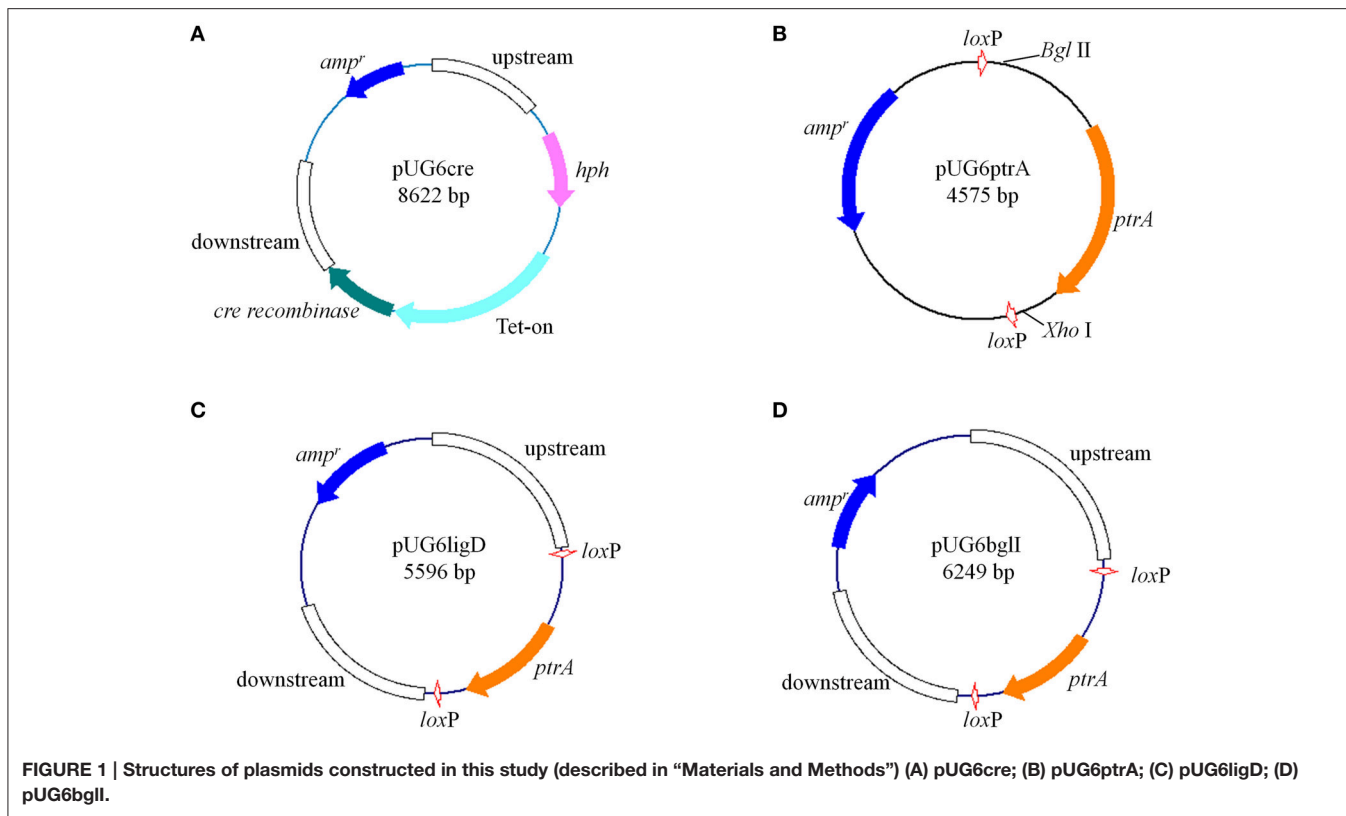 A
amp^r
upstream
pUG6cre
8622 bp
hph
downstream
cre recombinase
Tet-on
B
loxP
Bgl II
amp^r
pUG6ptrA
4575 bp
ptrA
Xho I
loxP
C
amp^r
upstream
pUG6ligD
5596 bp
loxP
downstream
ptrA
loxP
D
upstream
amp^r
pUG6bglI
6249 bp
loxP
downstream
ptrA
loxP
FIGURE 1 | Structures of plasmids constructed in this study (described in “Materials and Methods”) (A) pUG6cre; (B) pUG6ptrA; (C) pUG6ligD; (D)
pUG6bglI.